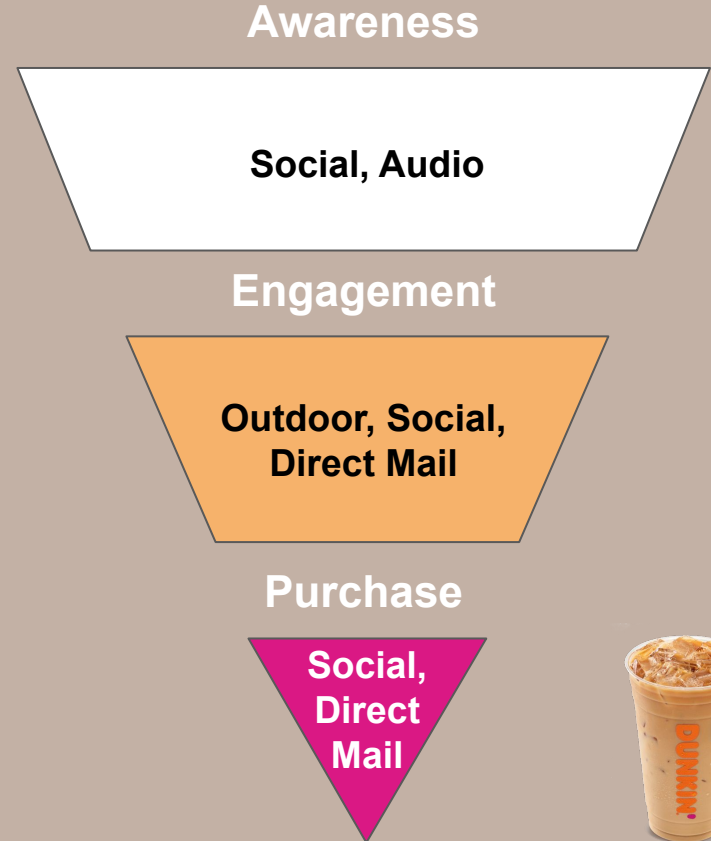 Awareness
Social, Audio
Engagement
Outdoor, Social,
Direct Mail
Purchase
Social,
Direct
Mail
DUNKIN'